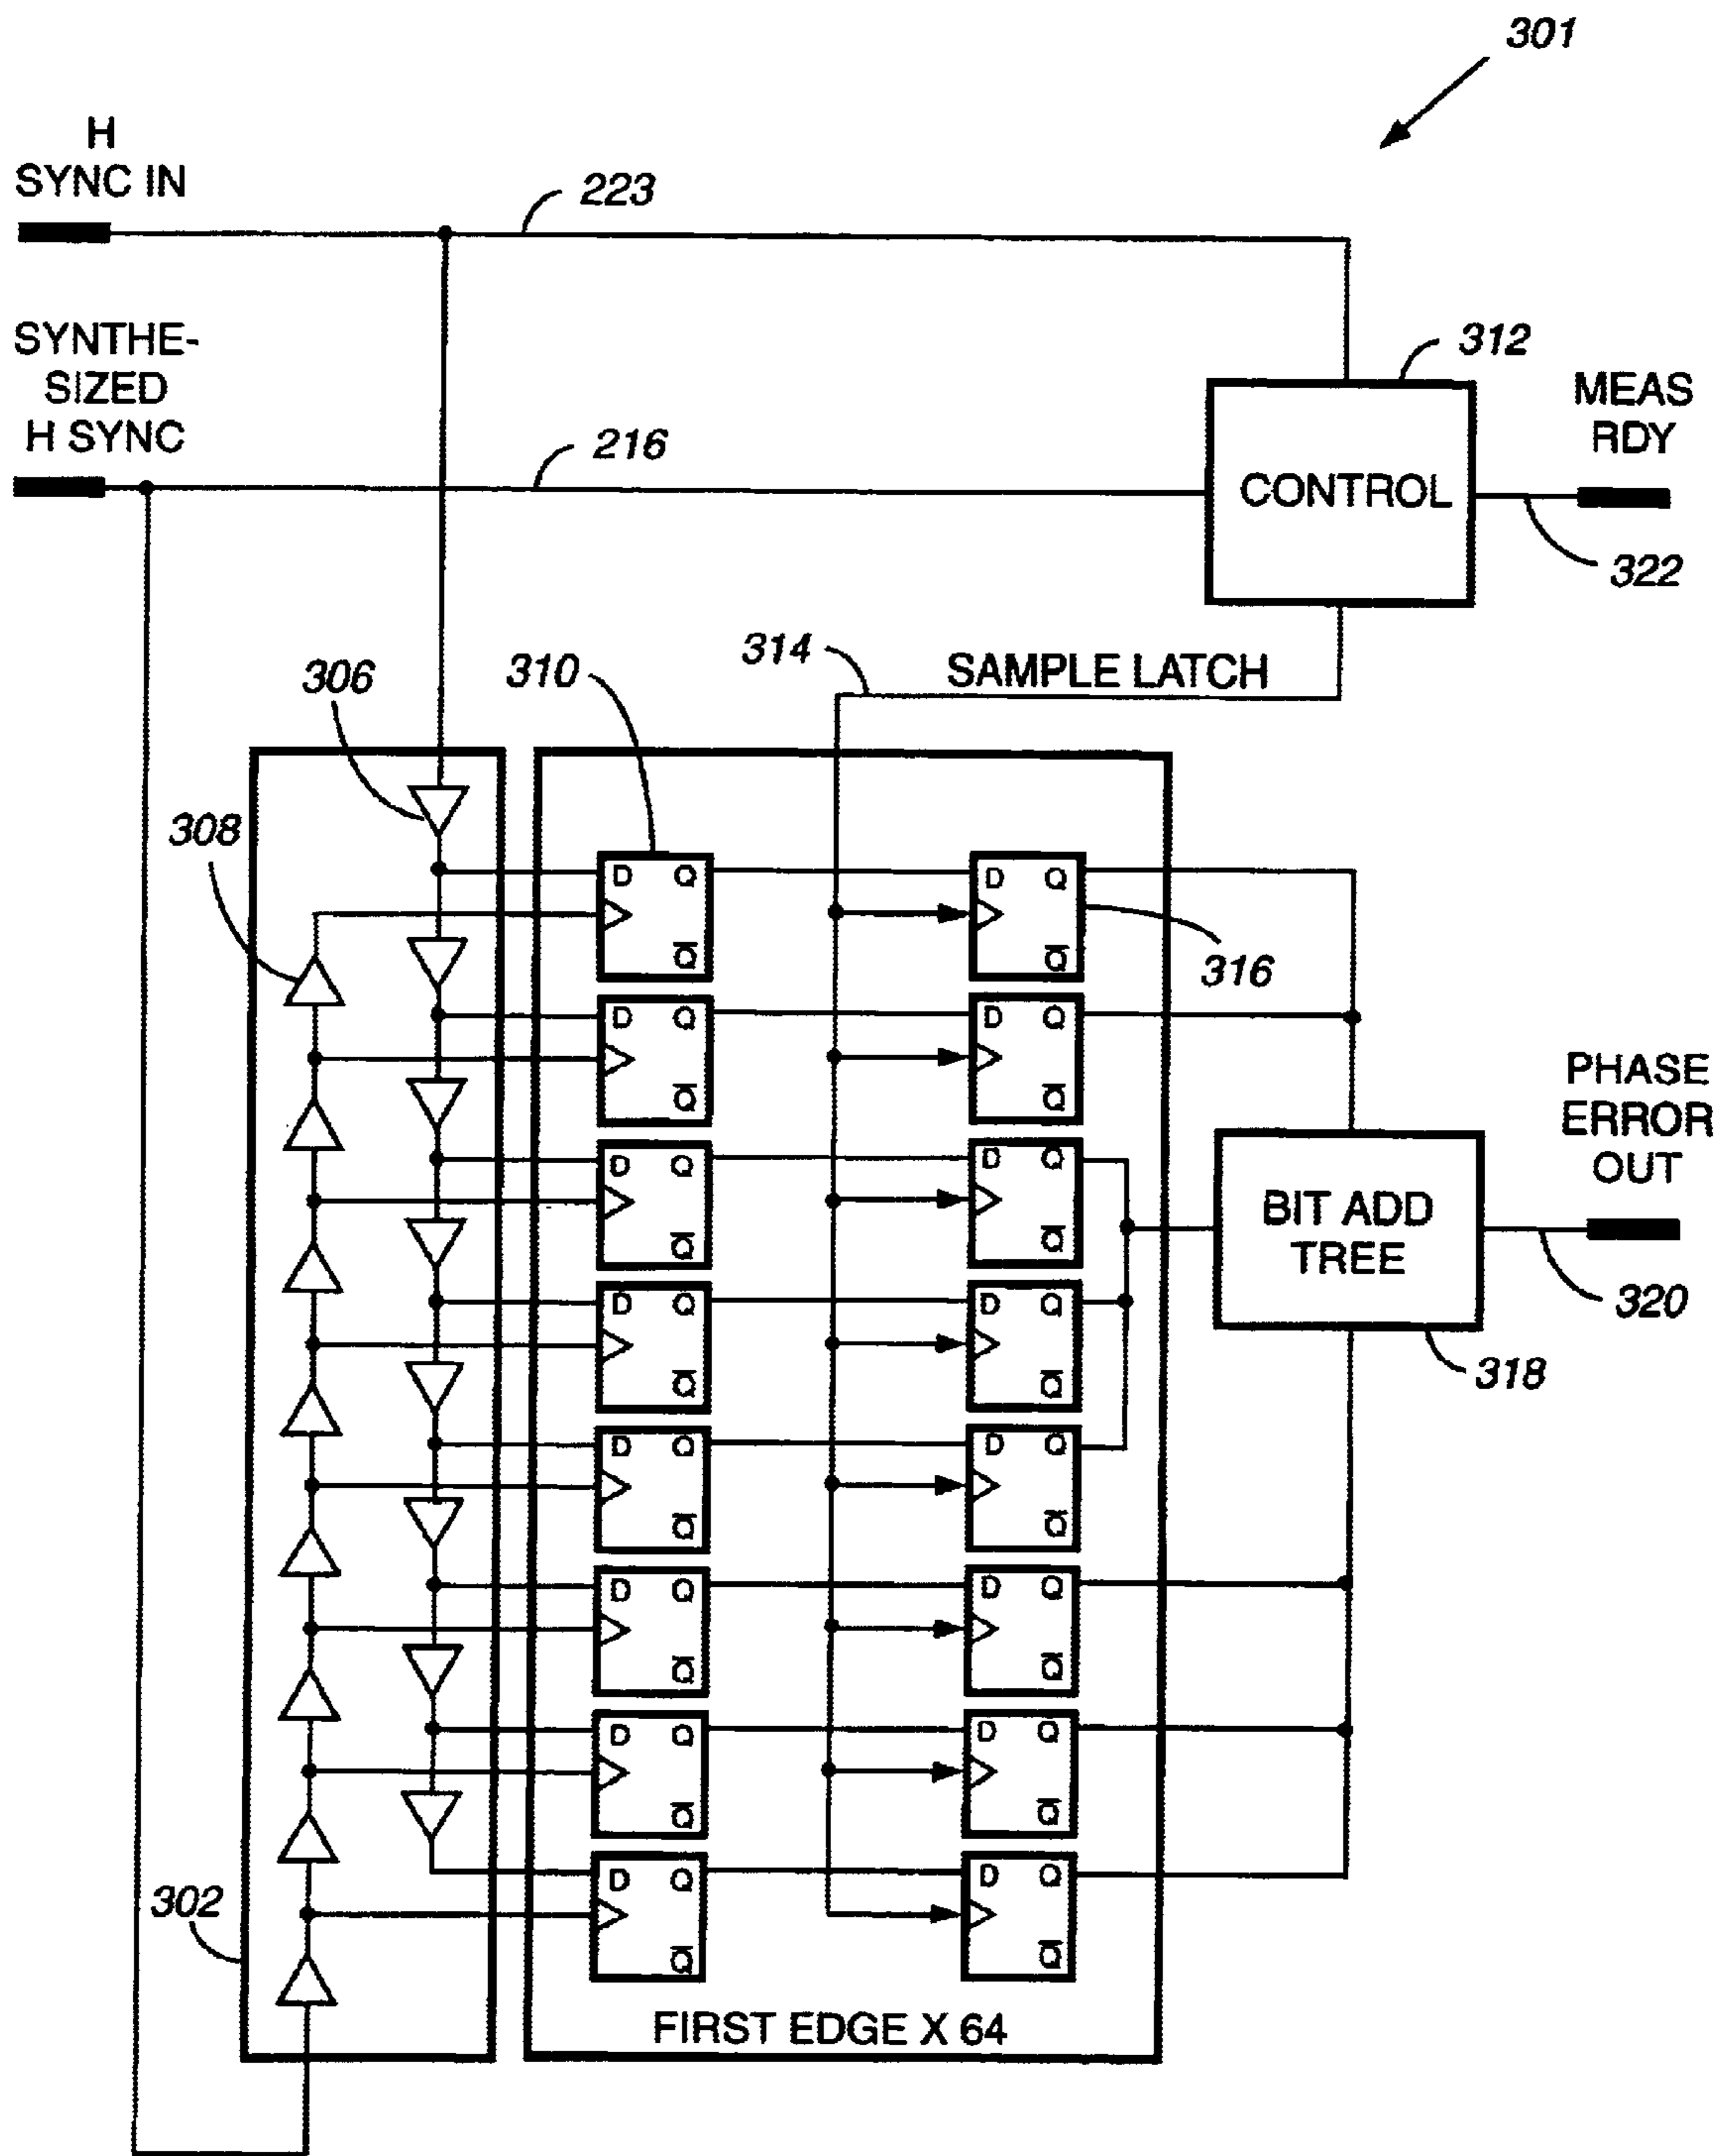 301
H
SYNC IN
223
SYNTHE-
SIZED
H SYNC
216
312
MEAS
RDY
CONTROL
322
314
SAMPLE LATCH
306
310
308
D Q
Q
D Q
Q
316
D Q
Q
D Q
Q
D Q
Q
D Q
Q
PHASE
ERROR
OUT
BIT ADD
TREE
320
318
D Q
Q
D Q
Q
D Q
Q
D Q
Q
D Q
Q
D Q
Q
D Q
Q
D Q
Q
302
D Q
Q
D Q
Q
FIRST EDGE X 64